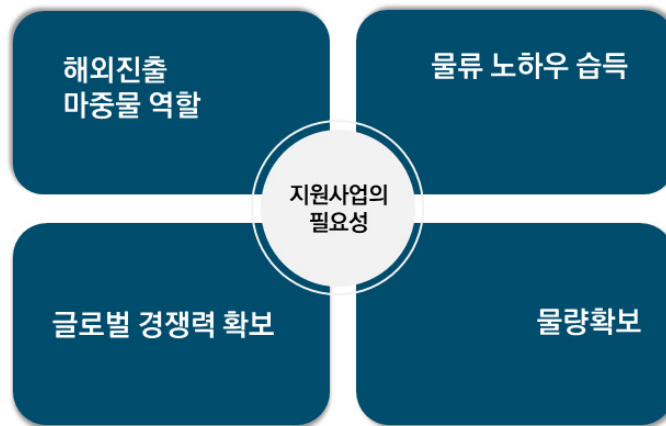 해외진출
마중물 역할
물류 노하우 습득
지원사업의
필요성
글로벌 경쟁력 확보
물량확보